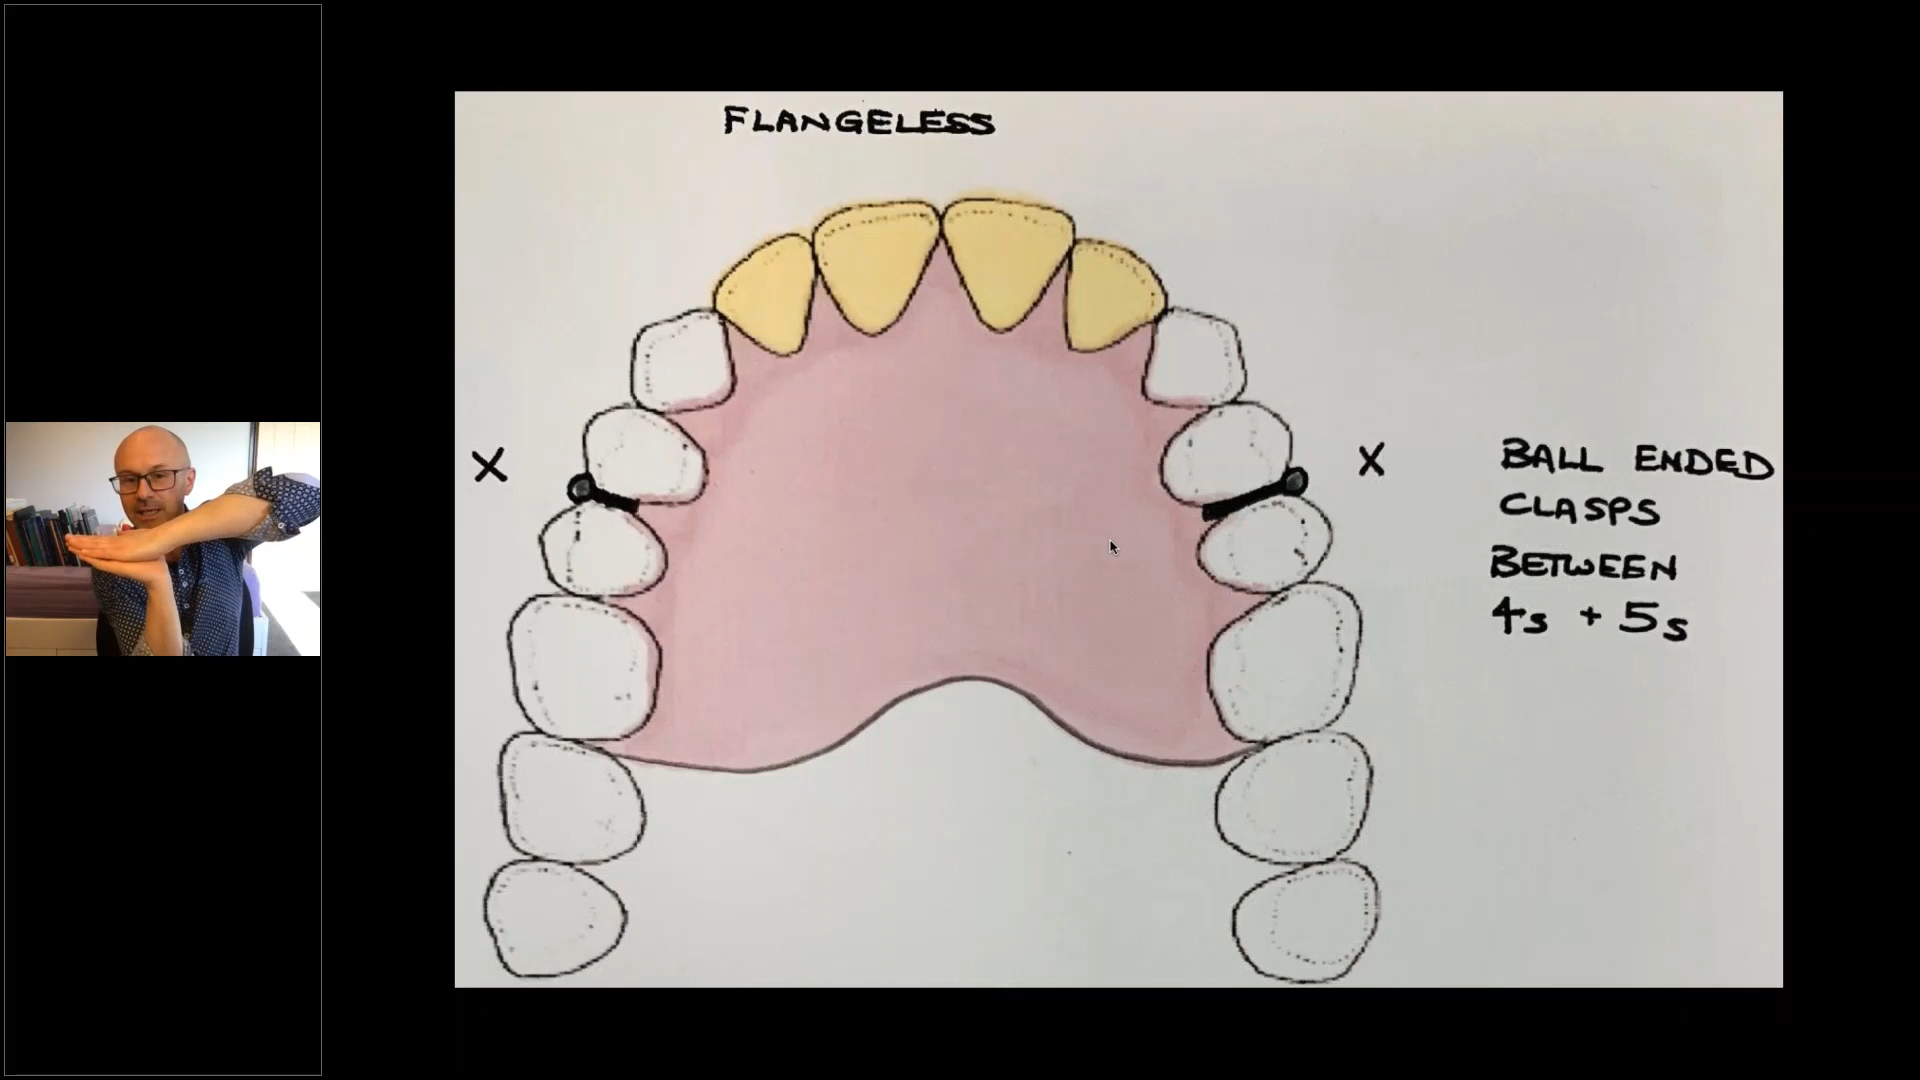 FLANGELESS
X
X
BALL ENDED
CLASPS
BETWEEN
4s + 5s